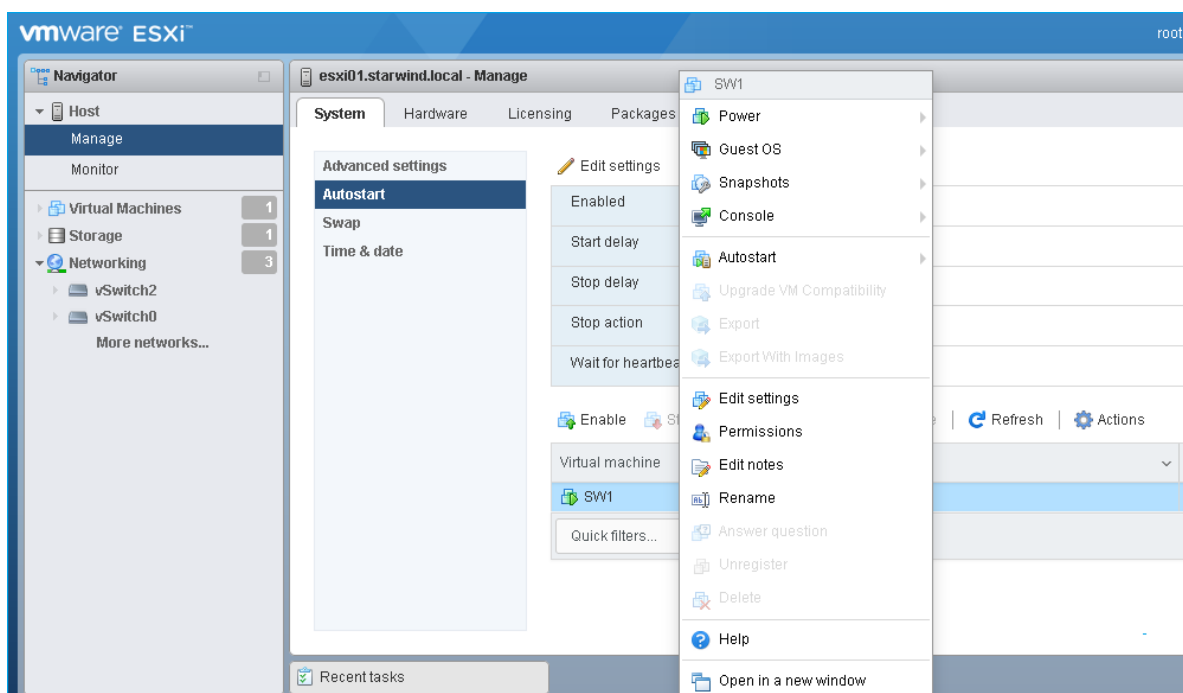 vmware ESXi™
root
Navigator
Host
Manage
Monitor
Virtual Machines 1
Storage 1
Networking 3
vSwitch2
vSwitch0
More networks...
esxi01.starwind.local - Manage
System Hardware Licensing Packages
Advanced settings
Autostart
Swap
Time & date
Edit settings
Enabled
Start delay
Stop delay
Stop action
Wait for heartbea
Enable St Refresh Actions
Virtual machine
SW1
Quick filters...
SW1
Power
Guest OS
Snapshots
Console
Autostart
Upgrade VM Compatibility
Export
Export With Images
Edit settings
Permissions
Edit notes
Rename
Answer question
Unregister
Delete
Help
Open in a new window
Recent tasks